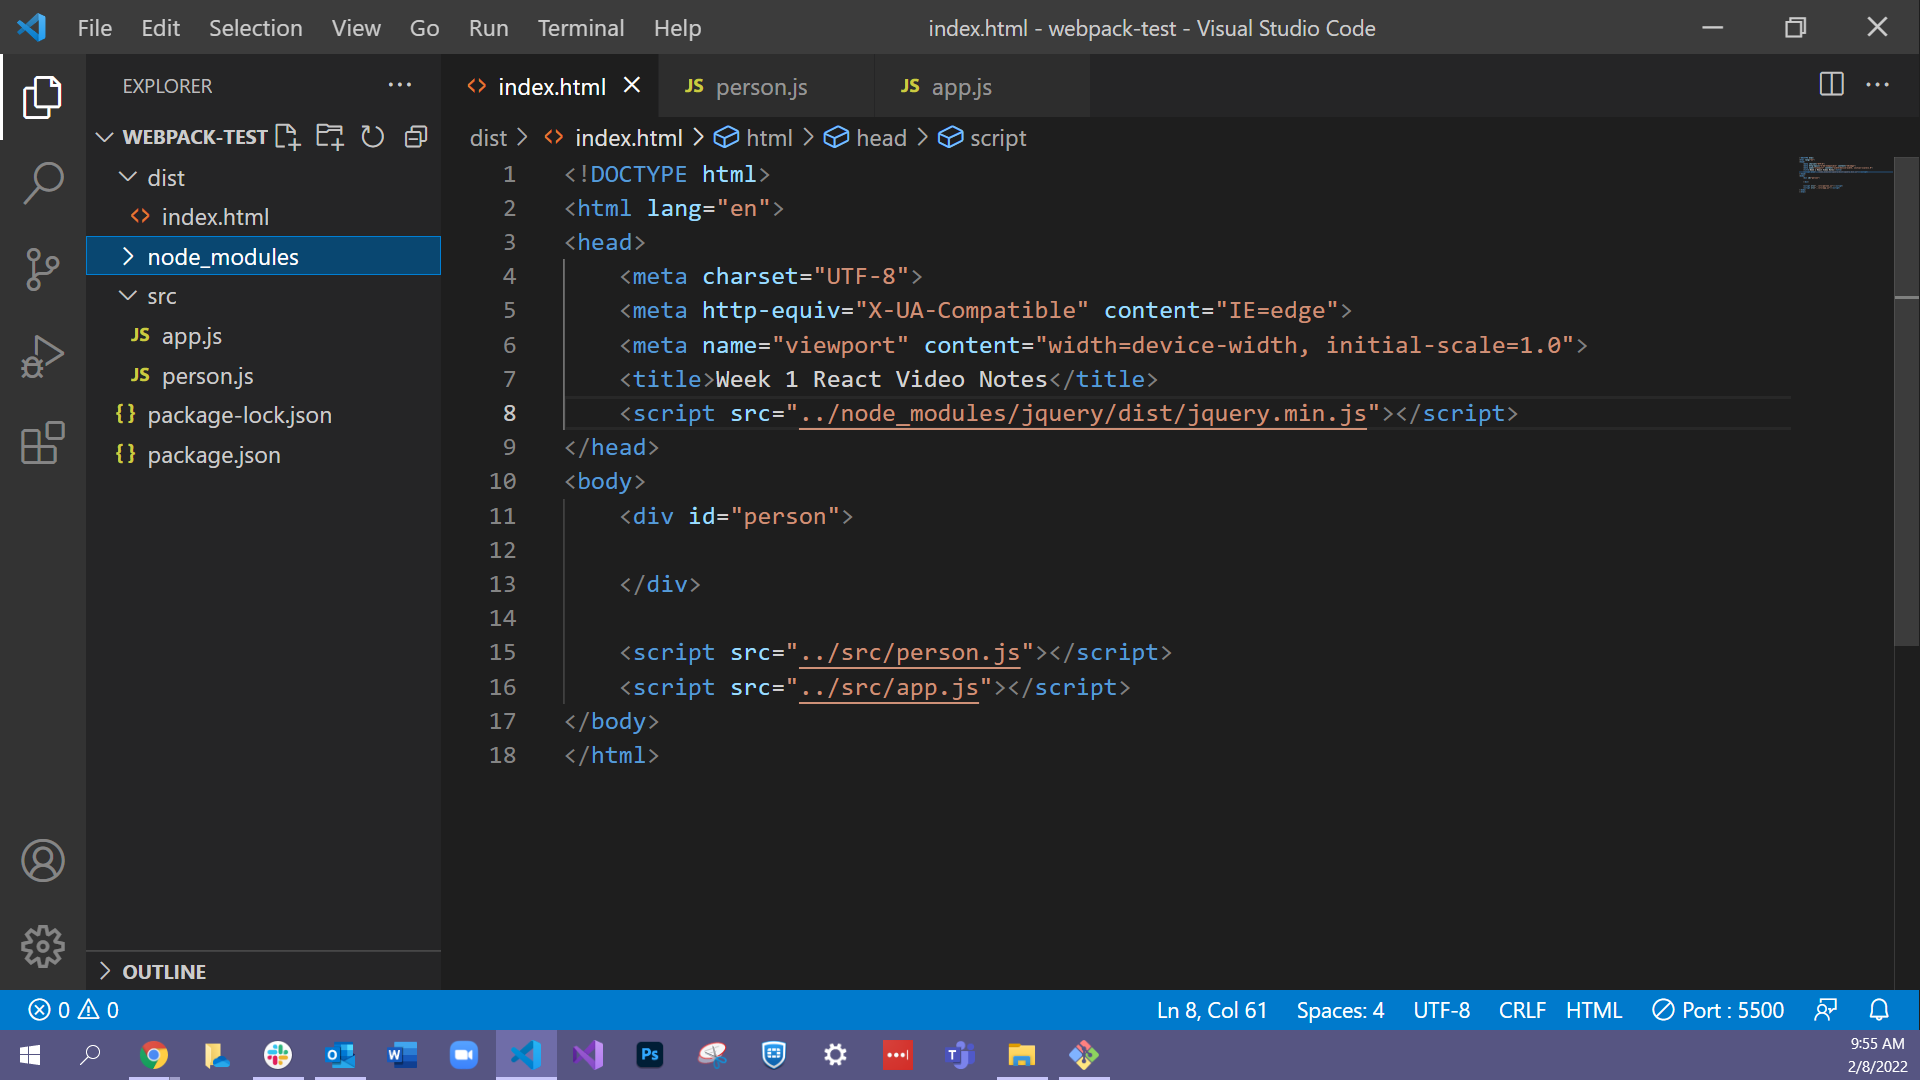 File Edit Selection View Go Run Terminal Help index.html - webpack-test - Visual Studio Code
EXPLORER
index.html
JS person.js
JS app.js
WEBPACK-TEST
dist
index.html
node_modules
src
JS app.js
JS person.js
{} package-lock.json
{} package.json
OUTLINE
dist > index.html > html > head > script
1 <!DOCTYPE html>
2 <html lang="en">
3 <head>
4 <meta charset="UTF-8">
5 <meta http-equiv="X-UA-Compatible" content="IE=edge">
6 <meta name="viewport" content="width=device-width, initial-scale=1.0">
7 <title>Week 1 React Video Notes</title>
8 <script src="../node_modules/jquery/dist/jquery.min.js"></script>
9 </head>
10 <body>
11 <div id="person">
12
13 </div>
14
15 <script src="../src/person.js"></script>
16 <script src="../src/app.js"></script>
17 </body>
18 </html>
0 0 Ln 8, Col 61 Spaces: 4 UTF-8 CRLF HTML Port : 5500
Ps
9:55 AM
2/8/2022